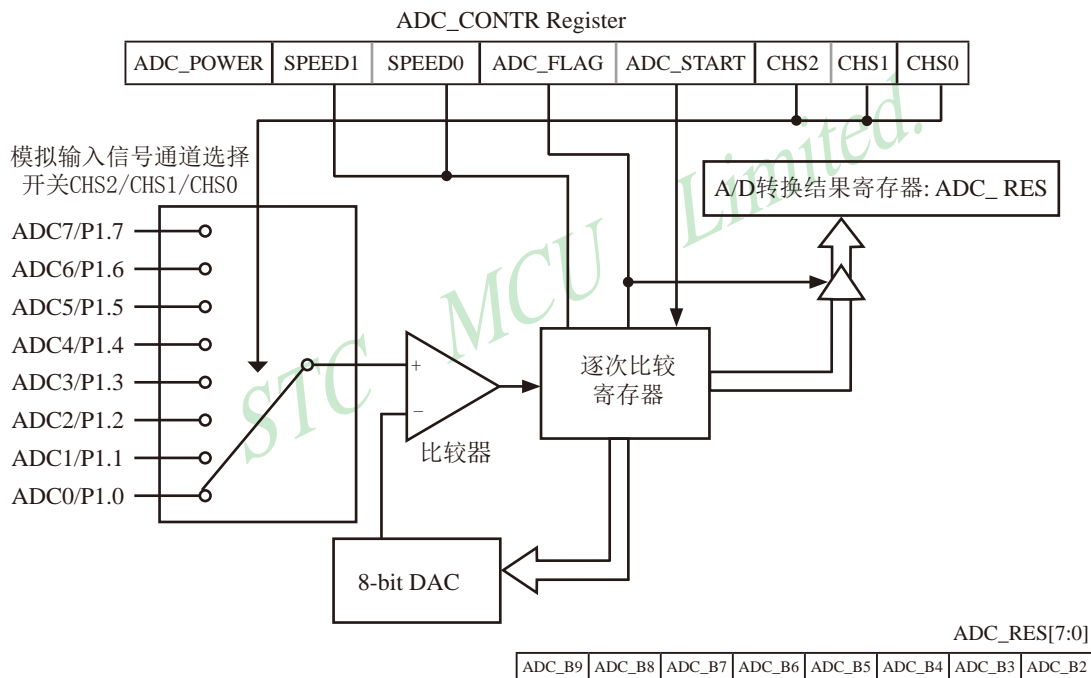 ADC_CONTR Register
ADC_POWER SPEED1 SPEED0 ADC_FLAG ADC_START CHS2 CHS1 CHS0
模拟输入信号通道选择
开关CHS2/CHS1/CHS0
A/D转换结果寄存器: ADC_ RES
ADC7/P1.7
ADC6/P1.6
ADC5/P1.5
ADC4/P1.4
ADC3/P1.3
ADC2/P1.2
ADC1/P1.1
ADC0/P1.0
+
−
比较器
逐次比较
寄存器
8-bit DAC
STC MCU Limited.
ADC_RES[7:0]
ADC_B9 ADC_B8 ADC_B7 ADC_B6 ADC_B5 ADC_B4 ADC_B3 ADC_B2